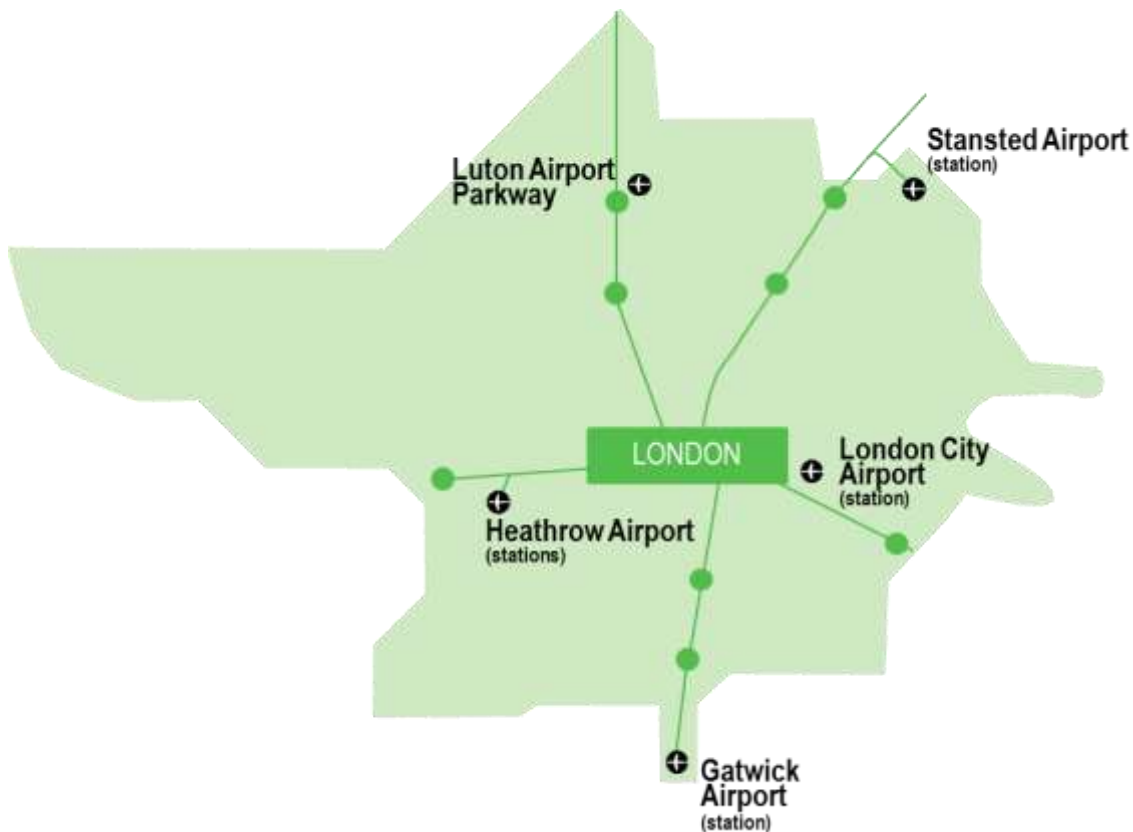 Stansted Airport
(station)
Luton Airport
Parkway
LONDON
London City
Airport
(station)
Heathrow Airport
(stations)
Gatwick
Airport
(station)